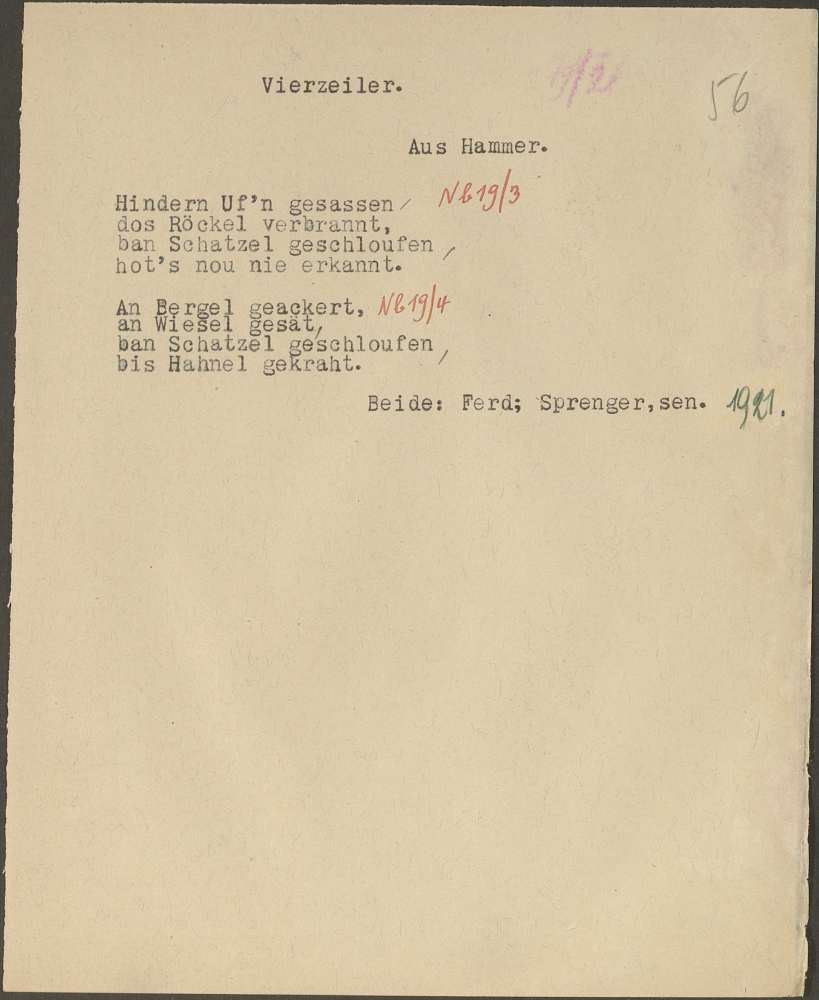 Vierzeiler.
56
Aus Hammer.
Hindern Uf'n gesassen, Nb 19/3
dos Röckel verbrannt,
ban Schatzel geschloufen,
hot's nou nie erkannt.
An Bergel geackert, Nb 19/4
an Wiesel gesät,
ban Schatzel geschloufen,
bis Hahnel gekraht.
Beide: Ferd; Sprenger,sen. 1921.